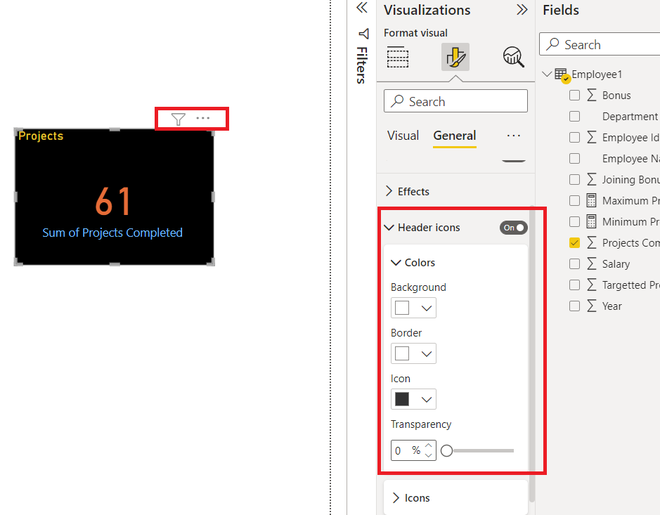 Projects
61
Sum of Projects Completed
Filters
Visualizations
Format visual
Search
Visual
General
Effects
Header icons
On
Colors
Background
Border
Icon
Transparency
0 %
Icons
Fields
Search
Employee1
Bonus
Department
Employee Id
Employee Na
Joining Bonu
Maximum Pr
Minimum Pr
Projects Com
Salary
Targetted Pro
Year